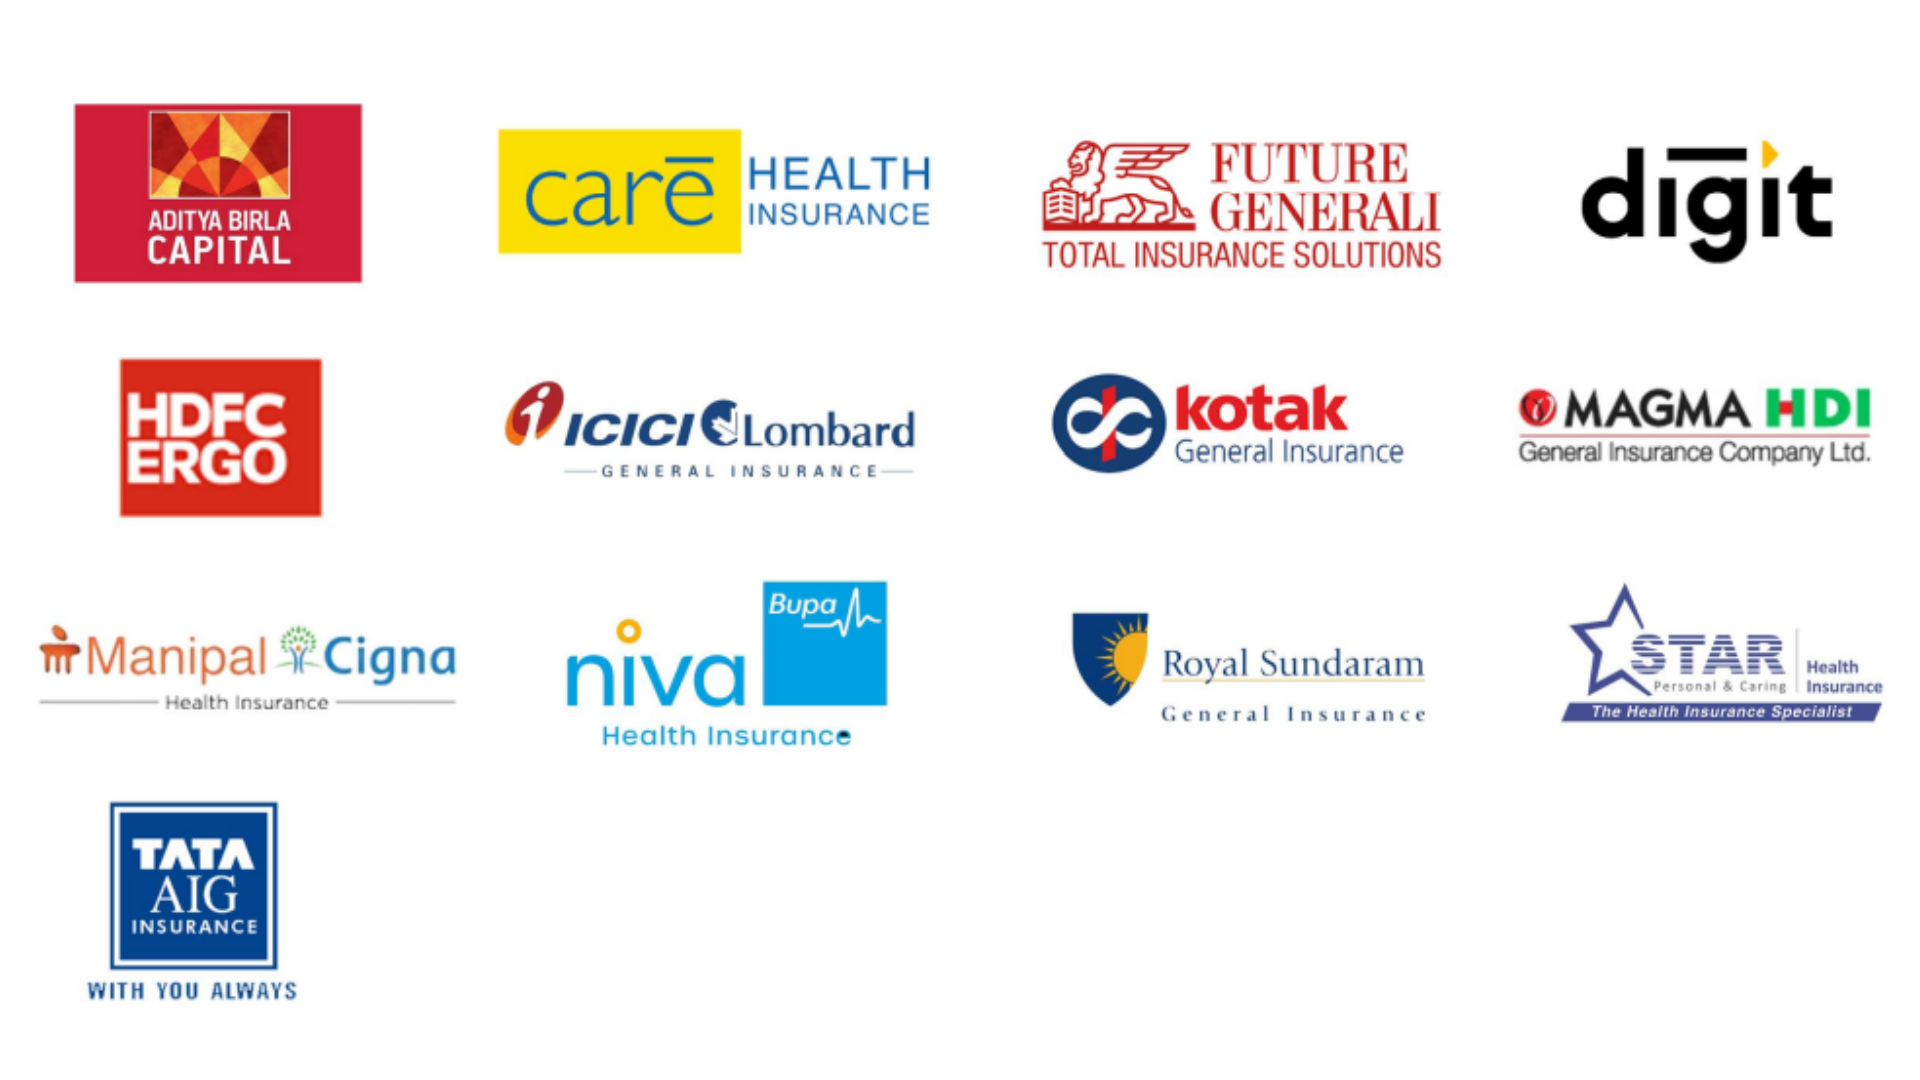 ADITYA BIRLA
CAPITAL
carē
HEALTH
INSURANCE
FUTURE
GENERALI
TOTAL INSURANCE SOLUTIONS
digit
HDFC
ERGO
ICICI Lombard
GENERAL INSURANCE
kotak
General Insurance
MAGMA HDI
General Insurance Company Ltd.
Manipal Cigna
Health Insurance
niva
Bupa
Health Insurance
Royal Sundaram
General Insurance
STAR
Personal & Caring
Health
Insurance
The Health Insurance Specialist
TATA
AIG
INSURANCE
WITH YOU ALWAYS